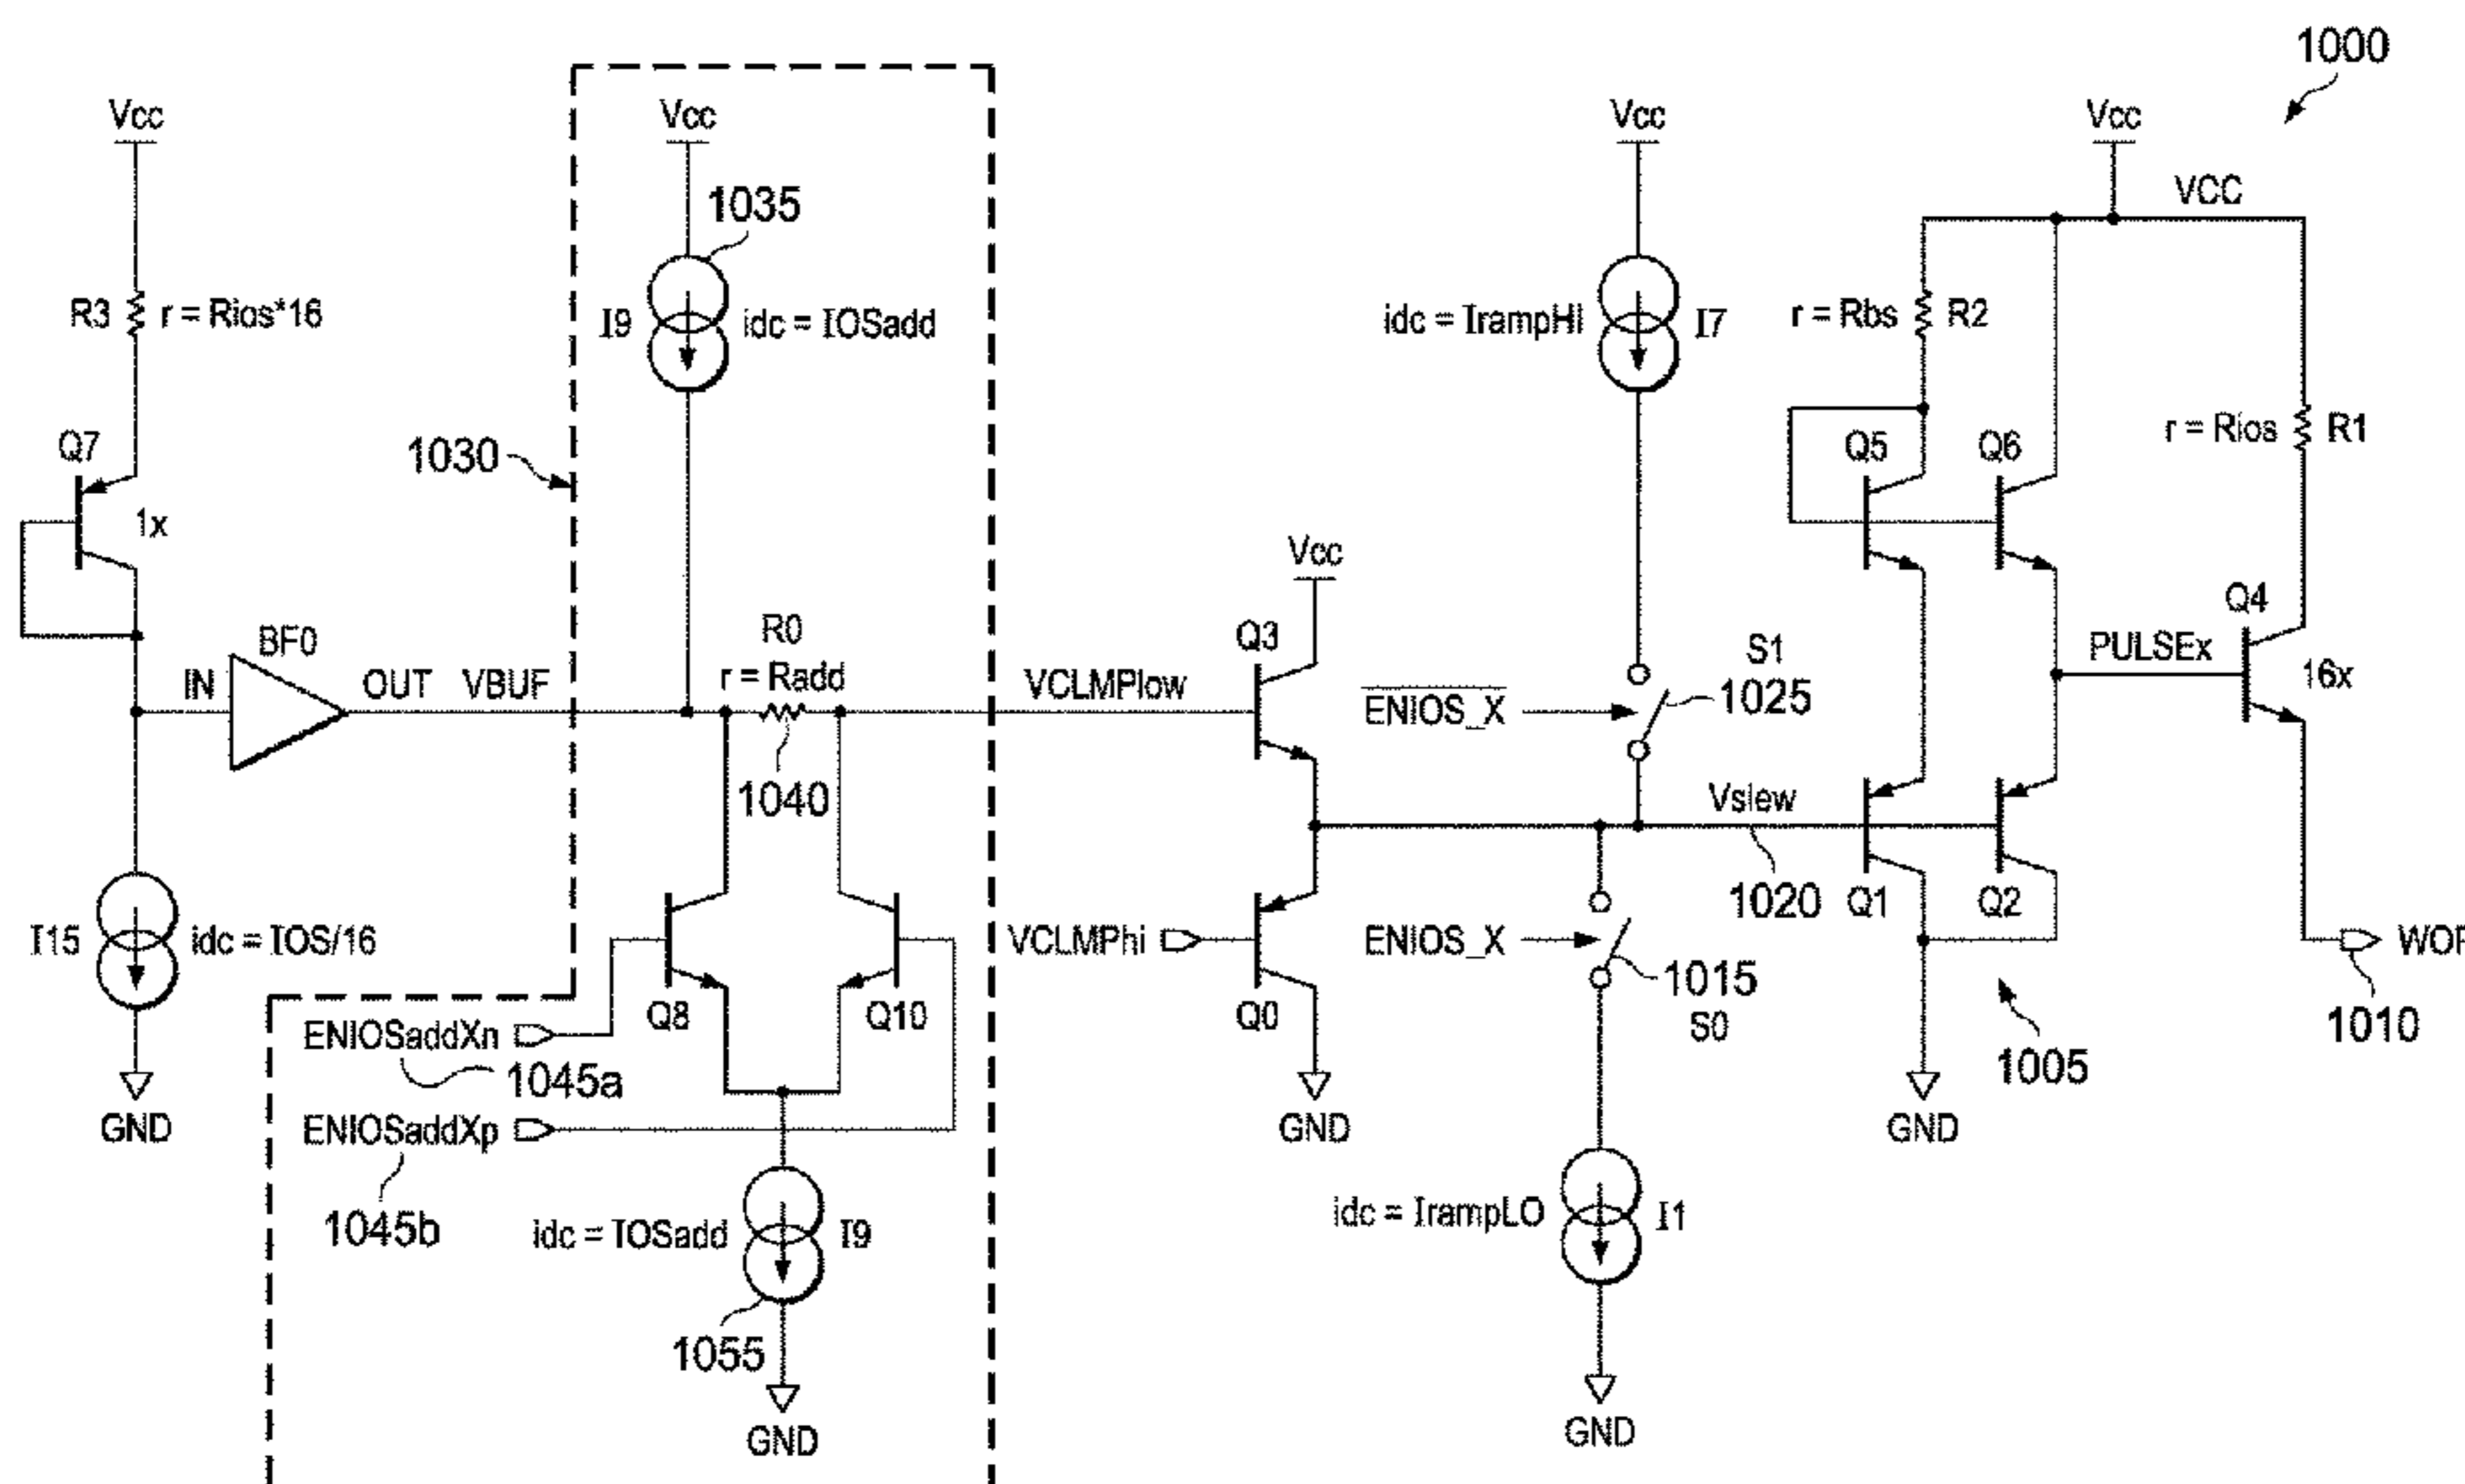 1000
Vcc
Vcc
Vcc
Vcc
VCC
1035
R3 r = Rios*16
I9 idc = IOSadd
idc = IrampHI I7
r = Rbs R2
Q7
1x
1030
Q5
Q6
r = Rios R1
Vcc
BF0
IN
OUT
VBUF
R0
r = Radd
VCLMPlow
Q3
S1
ENIOS_X
1025
PULSEx
Q4
16x
1040
Vslew
1020
Q1
Q2
I15 idc = IOS/16
VCLMPhi
ENIOS_X
1015
S0
WOP
1010
Q8
Q10
Q0
ENIOSaddXn
1045a
1005
GND
ENIOSaddXp
GND
GND
1045b
idc = IOSadd I9
idc = IrampLO I1
1055
GND
GND